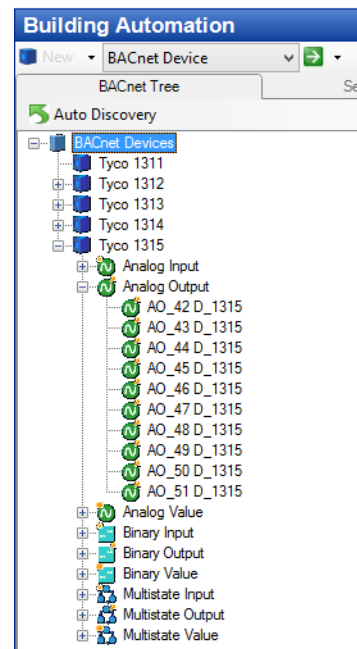 Building Automation
New BACnet Device
BACnet Tree Se
Auto Discovery
BACnet Devices
Tyco 1311
Tyco 1312
Tyco 1313
Tyco 1314
Tyco 1315
Analog Input
Analog Output
AO_42 D_1315
AO_43 D_1315
AO_44 D_1315
AO_45 D_1315
AO_46 D_1315
AO_47 D_1315
AO_48 D_1315
AO_49 D_1315
AO_50 D_1315
AO_51 D_1315
Analog Value
Binary Input
Binary Output
Binary Value
Multistate Input
Multistate Output
Multistate Value